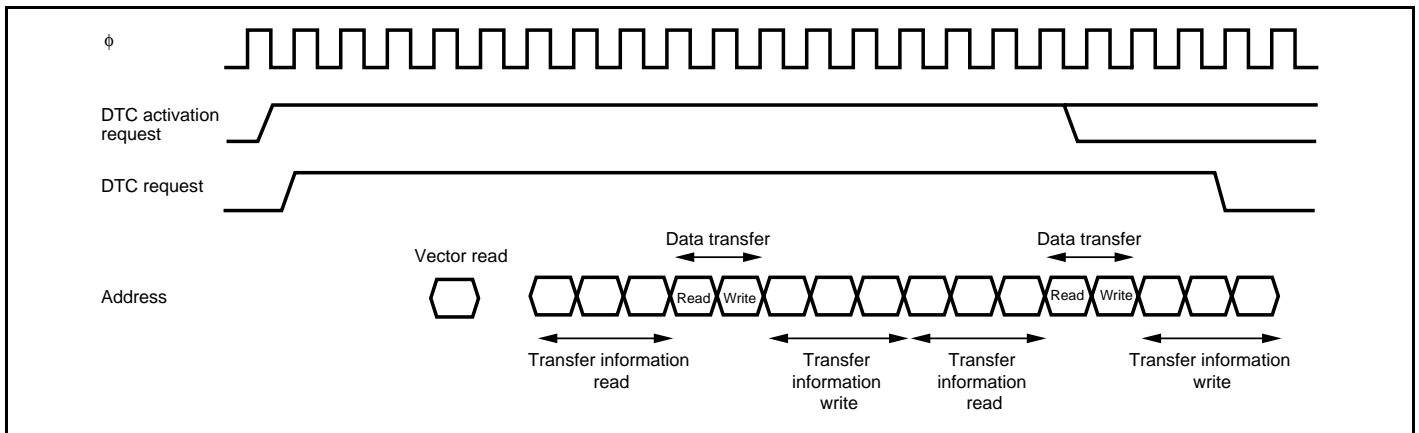 ϕ
DTC activation
request
DTC request
Data transfer
Data transfer
Vector read
Address
Read Write
Read Write
Transfer information
read
Transfer
information
write
Transfer
information
read
Transfer information
write